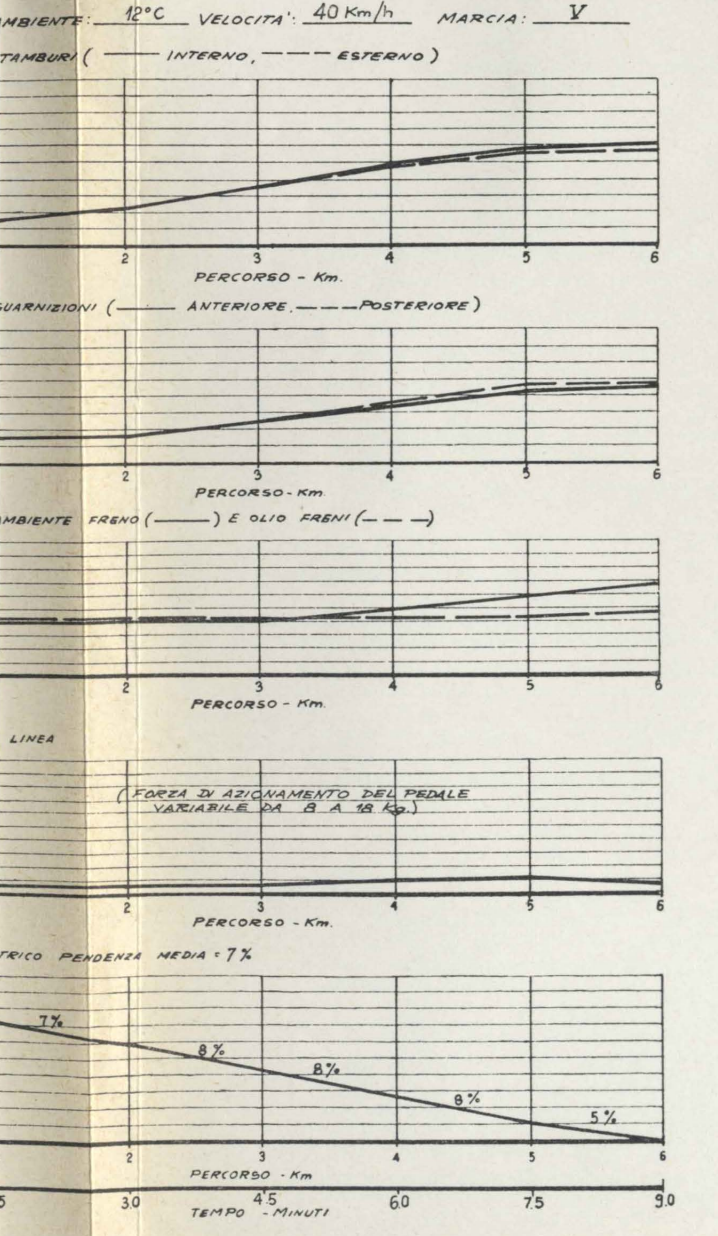 AMBIENTE: 12°C VELOCITA': 40 Km/h MARCIA: V
TAMBURI ( —— INTERNO, — — — ESTERNO )
2 3 4 5 6
PERCORSO - Km.
GUARNIZIONI ( —— ANTERIORE, — — — POSTERIORE )
2 3 4 5 6
PERCORSO - Km.
AMBIENTE FRENO ( —— ) E OLIO FRENI ( — — — )
2 3 4 5 6
PERCORSO - Km.
LINEA
( FORZA DI AZIONAMENTO DEL PEDALE
VARIABILE DA 8 A 18 Kg.)
2 3 4 5 6
PERCORSO - Km.
TRICO PENDENZA MEDIA = 7%
7%
8%
8%
8%
5%
2 3 4 5 6
PERCORSO - Km
5 3.0 4.5 6.0 7.5 9.0
TEMPO - MINUTI